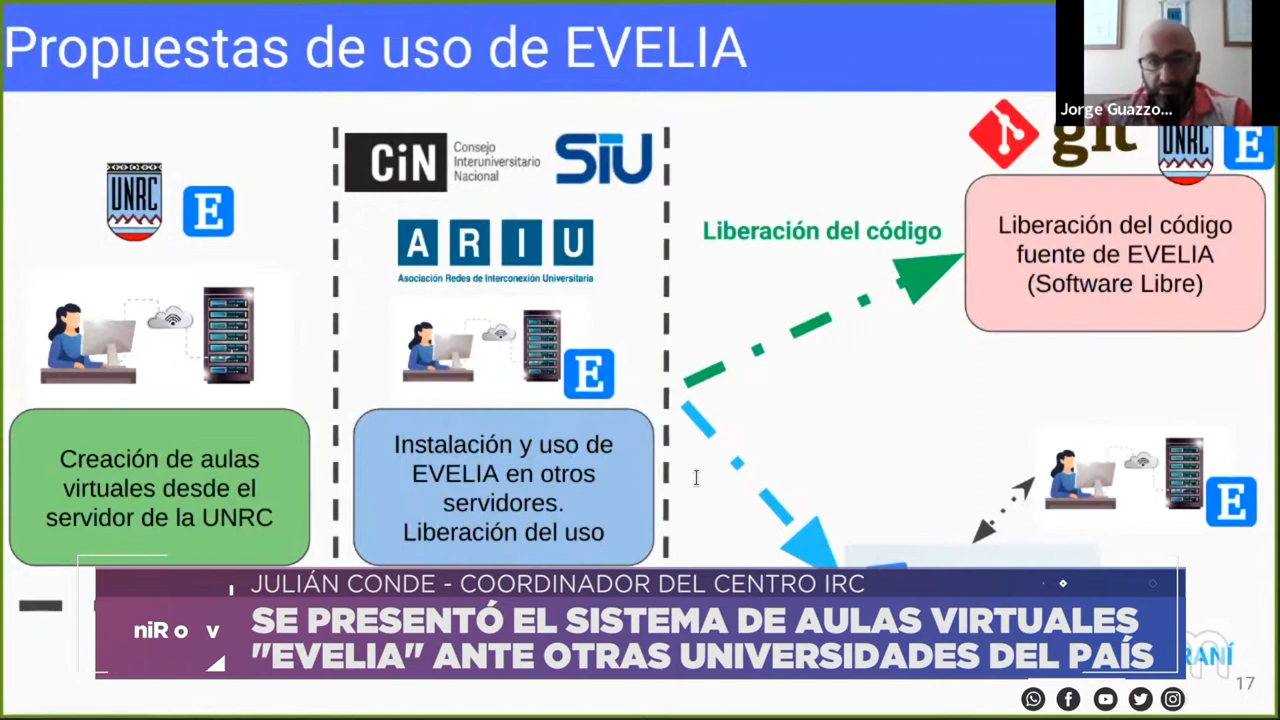 Propuestas de uso de EVELIA
Jorge Guazzo...
UNRC
E
CiN
Consejo
Interuniversitario
Nacional
SIU
ARIU
Asociación Redes de Interconexión Universitaria
E
Creación de aulas
virtuales desde el
servidor de la UNRC
Instalación y uso de
EVELIA en otros
servidores.
Liberación del uso
Liberación del código
git
UNRC
E
Liberación del código
fuente de EVELIA
(Software Libre)
E
JULIÁN CONDE - COORDINADOR DEL CENTRO IRC
niR o v
SE PRESENTÓ EL SISTEMA DE AULAS VIRTUALES
"EVELIA" ANTE OTRAS UNIVERSIDADES DEL PAÍS
RANÍ
17